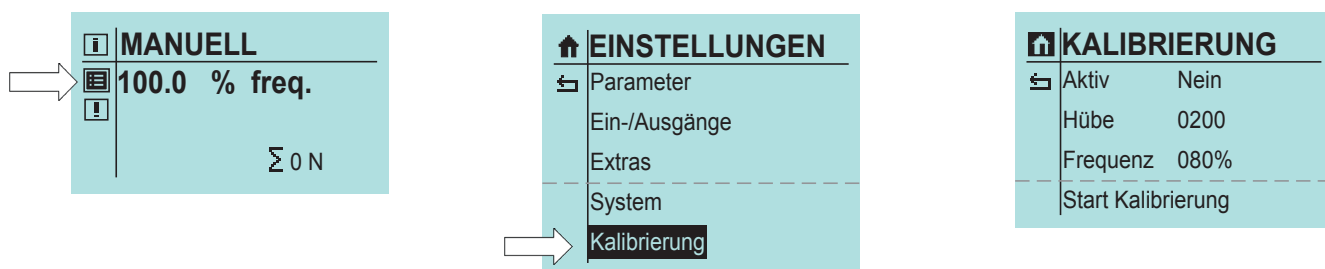 MANUELL
100.0 % freq.
Σ 0 N
EINSTELLUNGEN
Parameter
Ein-/Ausgänge
Extras
System
Kalibrierung
KALIBRIERUNG
Aktiv Nein
Hübe 0200
Frequenz 080%
Start Kalibrierung